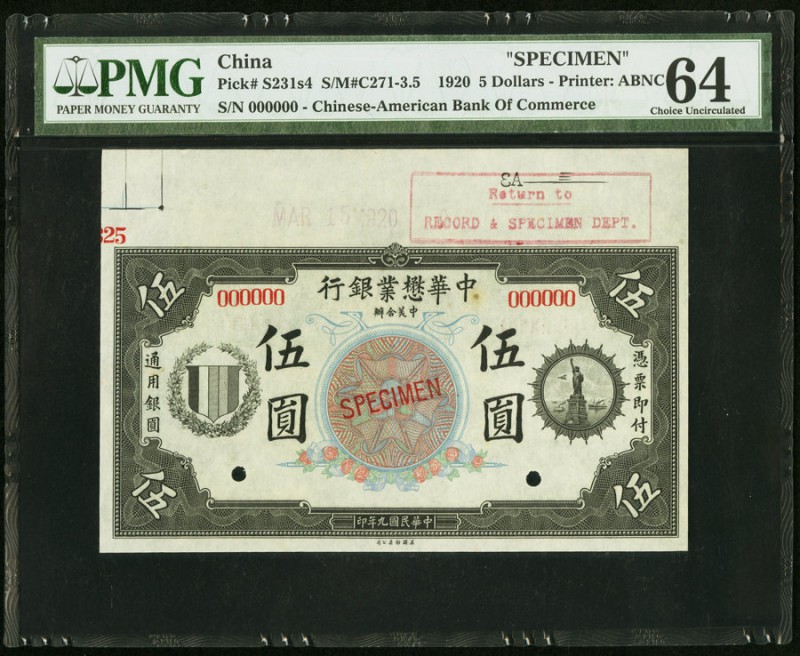 PMG
PAPER MONEY GUARANTY
China "SPECIMEN"
Pick# S231s4 S/M#C271-3.5 1920 5 Dollars - Printer: ABNC
S/N 000000 - Chinese-American Bank Of Commerce
64
Choice Uncirculated
Return to
RECORD & SPECIMEN DEPT.
MAR 15 1920
325
伍 伍
行銀業懋華中
辦合美中
000000 000000
伍圓 伍圓
通用銀圓
憑票即付
SPECIMEN
伍 伍
印年九國民華中